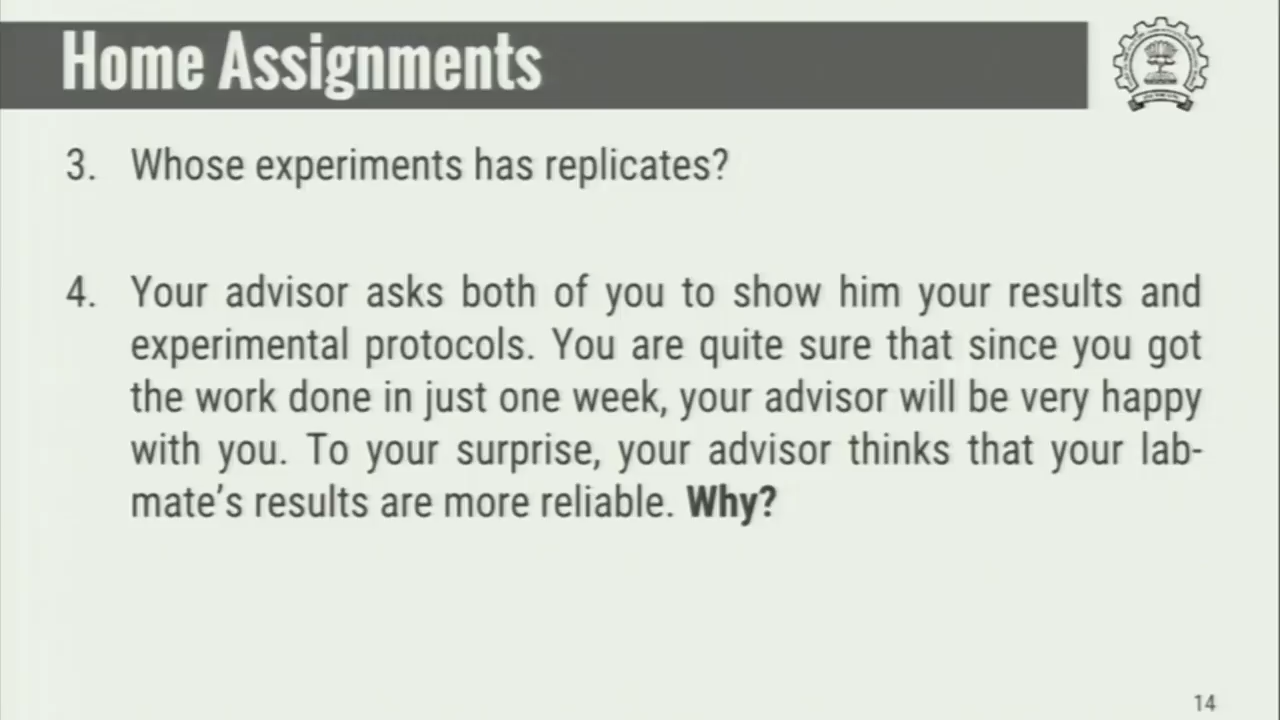 Home Assignments
3. Whose experiments has replicates?
4. Your advisor asks both of you to show him your results and
experimental protocols. You are quite sure that since you got
the work done in just one week, your advisor will be very happy
with you. To your surprise, your advisor thinks that your lab-
mate's results are more reliable. Why?
14